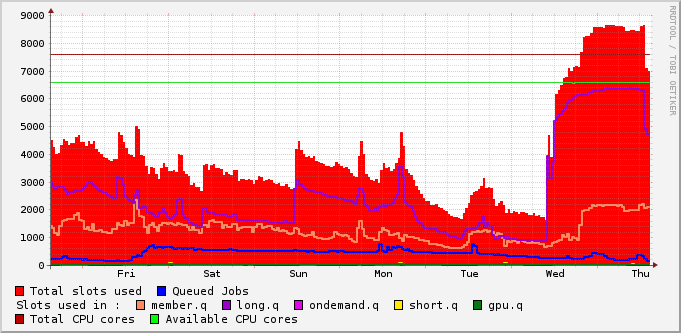 9000
8000
7000
6000
5000
4000
3000
2000
1000
0
Fri Sat Sun Mon Tue Wed Thu
Total slots used Queued Jobs
Slots used in : member.q long.q ondemand.q short.q gpu.q
Total CPU cores Available CPU cores
RRDTOOL / TOBI OETIKER